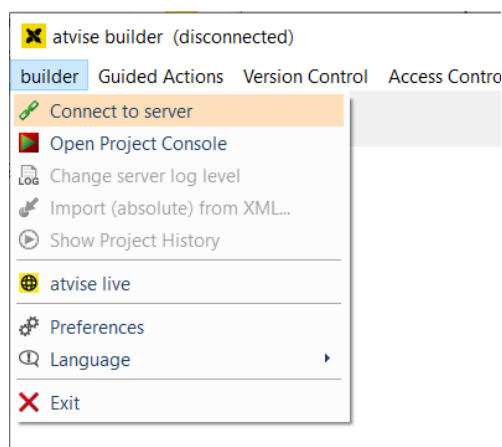 atvise builder (disconnected)
builder Guided Actions Version Control Access Contro
Connect to server
Open Project Console
LOG Change server log level
Import (absolute) from XML...
Show Project History
atvise live
Preferences
Language
Exit